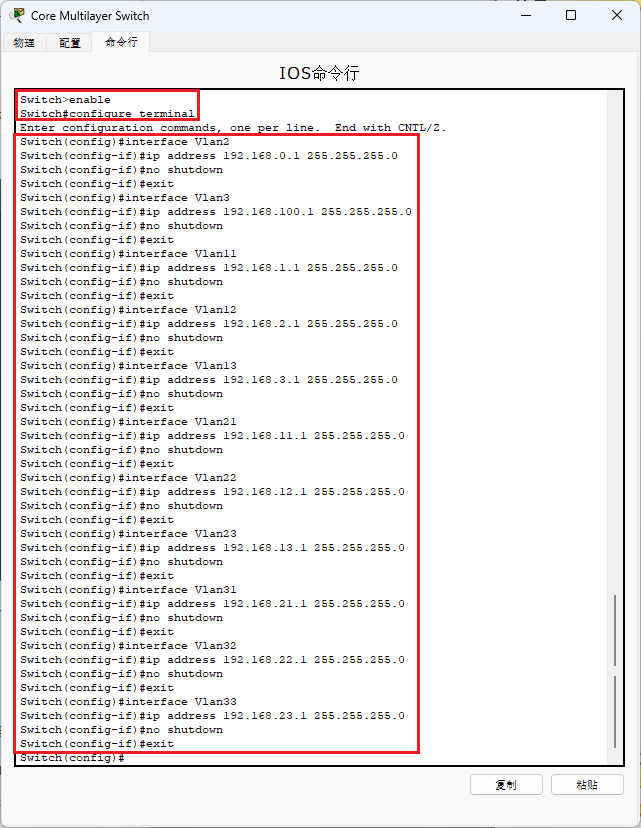 Core Multilayer Switch
物理 配置 命令行
IOS命令行
Switch>enable
Switch#configure terminal
Enter configuration commands, one per line.  End with CNTL/Z.
Switch(config)#interface Vlan2
Switch(config-if)#ip address 192.168.0.1 255.255.255.0
Switch(config-if)#no shutdown
Switch(config-if)#exit
Switch(config)#interface Vlan3
Switch(config-if)#ip address 192.168.100.1 255.255.255.0
Switch(config-if)#no shutdown
Switch(config-if)#exit
Switch(config)#interface Vlan11
Switch(config-if)#ip address 192.168.1.1 255.255.255.0
Switch(config-if)#no shutdown
Switch(config-if)#exit
Switch(config)#interface Vlan12
Switch(config-if)#ip address 192.168.2.1 255.255.255.0
Switch(config-if)#no shutdown
Switch(config-if)#exit
Switch(config)#interface Vlan13
Switch(config-if)#ip address 192.168.3.1 255.255.255.0
Switch(config-if)#no shutdown
Switch(config-if)#exit
Switch(config)#interface Vlan21
Switch(config-if)#ip address 192.168.11.1 255.255.255.0
Switch(config-if)#no shutdown
Switch(config-if)#exit
Switch(config)#interface Vlan22
Switch(config-if)#ip address 192.168.12.1 255.255.255.0
Switch(config-if)#no shutdown
Switch(config-if)#exit
Switch(config)#interface Vlan23
Switch(config-if)#ip address 192.168.13.1 255.255.255.0
Switch(config-if)#no shutdown
Switch(config-if)#exit
Switch(config)#interface Vlan31
Switch(config-if)#ip address 192.168.21.1 255.255.255.0
Switch(config-if)#no shutdown
Switch(config-if)#exit
Switch(config)#interface Vlan32
Switch(config-if)#ip address 192.168.22.1 255.255.255.0
Switch(config-if)#no shutdown
Switch(config-if)#exit
Switch(config)#interface Vlan33
Switch(config-if)#ip address 192.168.23.1 255.255.255.0
Switch(config-if)#no shutdown
Switch(config-if)#exit
Switch(config)#
复制 粘贴